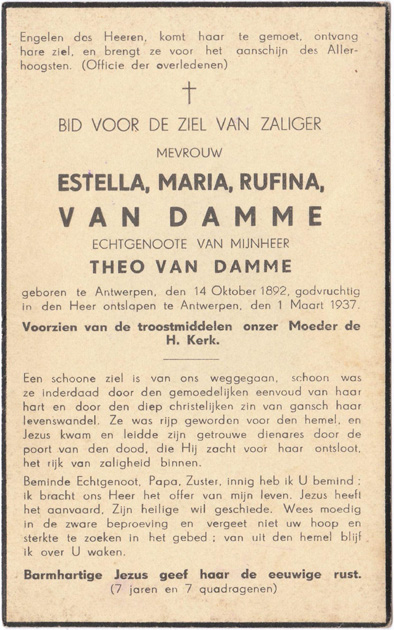 Engelen des Heeren, komt haar te gemoet, ontvang
hare ziel, en brengt ze voor het aanschijn des Aller-
hoogsten. (Officie der overledenen)
BID VOOR DE ZIEL VAN ZALIGER
MEVROUW
ESTELLA, MARIA, RUFINA,
VAN DAMME
ECHTGENOOTE VAN MIJNHEER
THEO VAN DAMME
geboren te Antwerpen, den 14 Oktober 1892, godvruchtig
in den Heer ontslapen te Antwerpen, den 1 Maart 1937.
Voorzien van de troostmiddelen onzer Moeder de
H. Kerk.
Een schoone ziel is van ons weggegaan, schoon was
ze inderdaad door den gemoedelijken eenvoud van haar
hart en door den diep christelijken zin van gansch haar
levenswandel. Ze was rijp geworden voor den hemel, en
Jezus kwam en leidde zijn getrouwe dienares door de
poort van den dood, die Hij zacht voor haar ontsloot,
het rijk van zaligheid binnen.
Beminde Echtgenoot, Papa, Zuster, innig heb ik U bemind ;
ik bracht ons Heer het offer van mijn leven. Jezus heeft
het aanvaard, Zijn heilige wil geschiede. Wees moedig
in de zware beproeving en vergeet niet uw hoop en
sterkte te zoeken in het gebed ; van uit den hemel blijf
ik over U waken.
Barmhartige Jezus geef haar de eeuwige rust.
(7 jaren en 7 quadragenen)